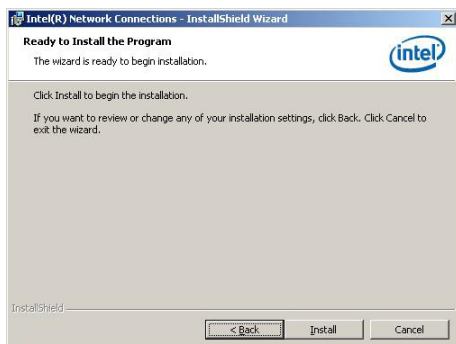 Intel(R) Network Connections - InstallShield Wizard
Ready to Install the Program
The wizard is ready to begin installation.
intel
Click Install to begin the installation.
If you want to review or change any of your installation settings, click Back. Click Cancel to
exit the wizard.
InstallShield
< Back
Install
Cancel